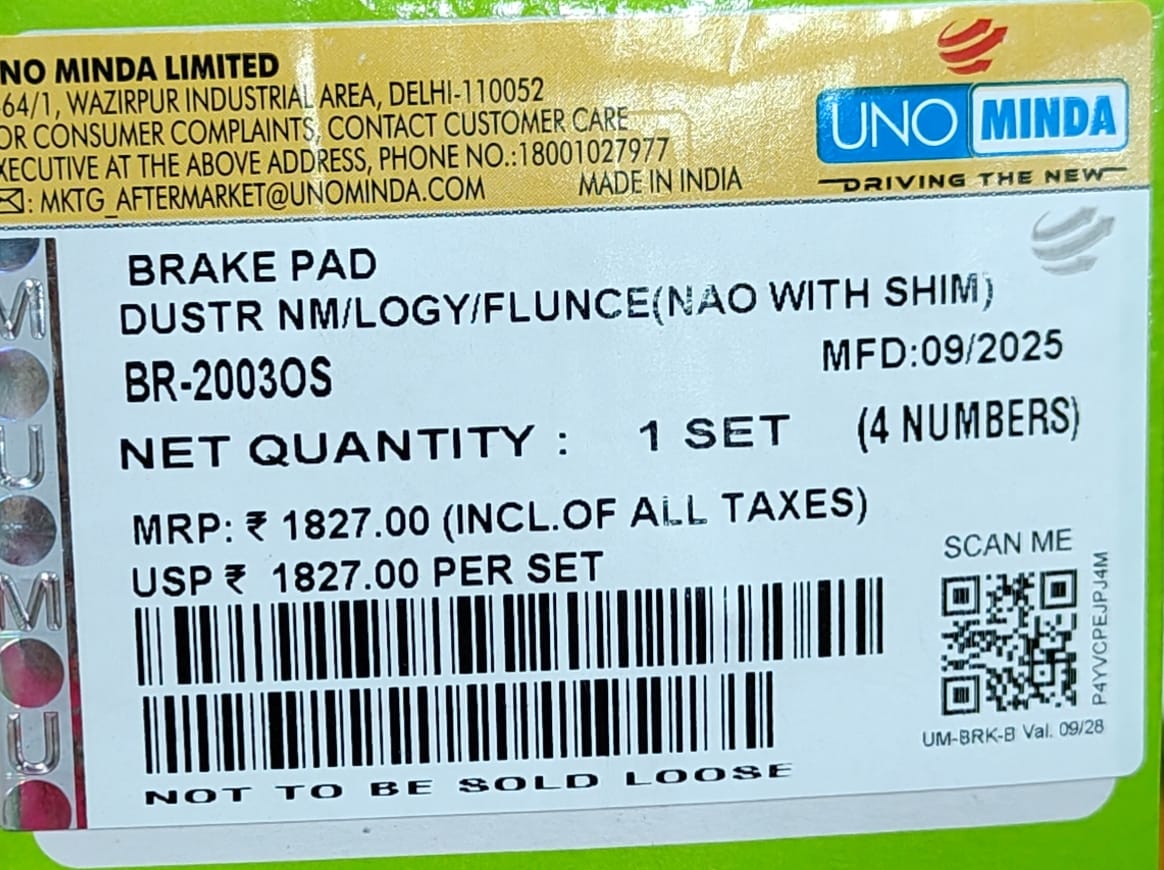 NO MINDA LIMITED
64/1, WAZIRPUR INDUSTRIAL AREA, DELHI-110052
OR CONSUMER COMPLAINTS, CONTACT CUSTOMER CARE
XECUTIVE AT THE ABOVE ADDRESS, PHONE NO.:18001027977
: MKTG_AFTERMARKET@UNOMINDA.COM MADE IN INDIA
UNO MINDA
DRIVING THE NEW
BRAKE PAD
DUSTR NM/LOGY/FLUNCE(NAO WITH SHIM)
BR-2003OS
MFD:09/2025
NET QUANTITY : 1 SET (4 NUMBERS)
MRP: ₹ 1827.00 (INCL.OF ALL TAXES)
USP ₹ 1827.00 PER SET
SCAN ME
P4YVCPEJPJ4M
UM-BRK-B Val. 09/28
NOT TO BE SOLD LOOSE
M
U
M
U